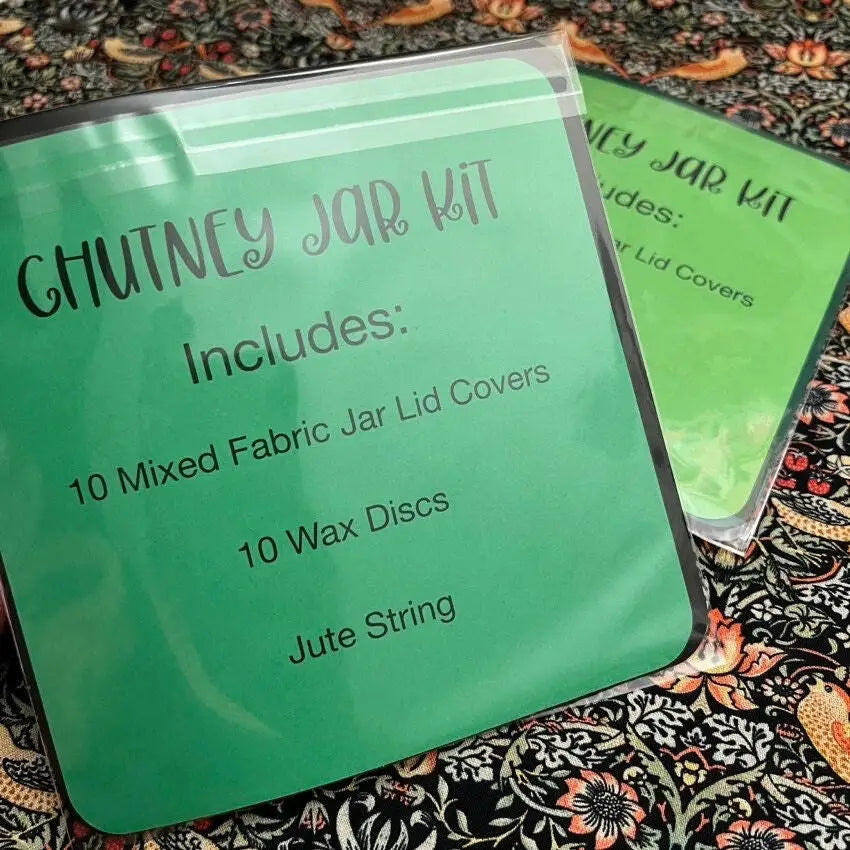 CHUTNEY JAR KIT
Includes:
10 Mixed Fabric Jar Lid Covers
10 Wax Discs
Jute String
JAR KIT
Lid Covers